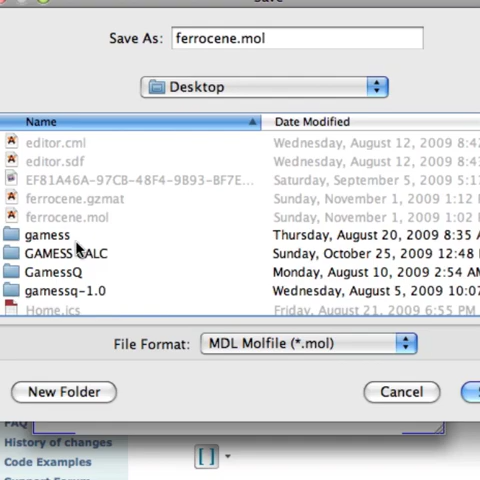 Save As: ferrocene.mol
Desktop
Name Date Modified
editor.cml Wednesday, August 12, 2009 8:42
editor.sdf Wednesday, August 12, 2009 8:42
EF81A46A-97CB-48F4-9B93-BF7E... Saturday, September 5, 2009 5:1
ferrocene.gzmat Sunday, November 1, 2009 1:12 P
ferrocene.mol Sunday, November 1, 2009 1:02 P
gamess Thursday, August 20, 2009 8:35 A
GAMESS CALC Sunday, October 25, 2009 12:48
GamessQ Monday, August 10, 2009 2:54 AM
gamessq-1.0 Wednesday, August 5, 2009 10:07
Home.ics Friday, August 21, 2009 6:55 PM
File Format: MDL Molfile (*.mol)
New Folder Cancel
FAQ
History of changes
Code Examples
Support Forum
[ ]